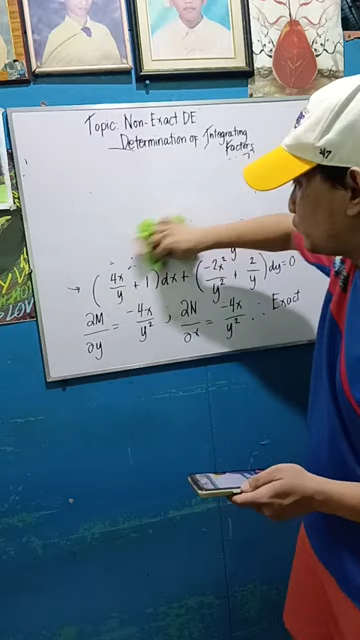 Topic: Non-Exact DE
Determination of Integrating
Factors
y
→ (4x/y + 1)dx + (-2x²/y² + 2/y)dy = 0
∂M/∂y = -4x/y² ; ∂N/∂x = -4x/y² ∴ Exact
'47